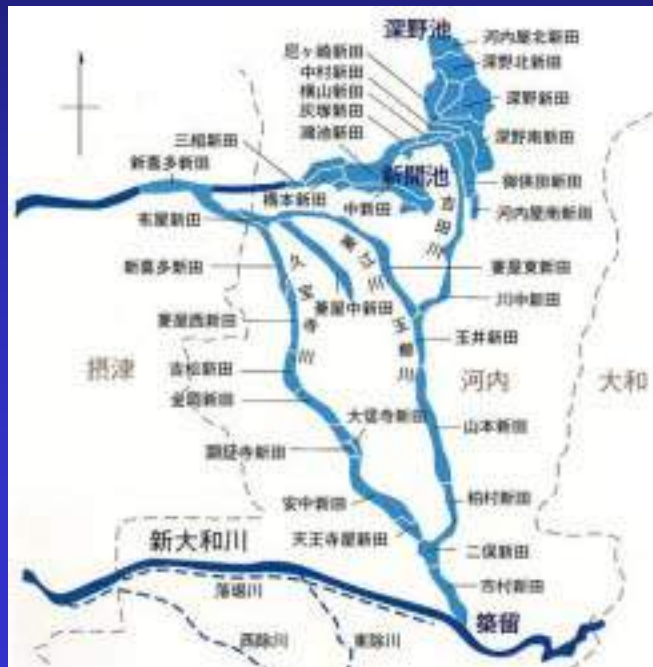 深野池
河内屋北新田
尼ヶ崎新田
深野北新田
中村新田
横山新田
深野新田
灰塚新田
鴻池新田
深野南新田
三箇新田
新喜多新田
新開池
御供田新田
橋本新田
中新田
河内屋南新田
布屋新田
吉田川
菱江川
新喜多新田
久宝寺川
菱屋東新田
菱屋中新田
川中新田
菱屋西新田
玉櫛川
玉井新田
摂津
吉松新田
河内
大和
金岡新田
大信寺新田
山本新田
顕証寺新田
安中新田
柏村新田
新大和川
天王寺屋新田
二俣新田
落堀川
市村新田
築留
西除川
東除川